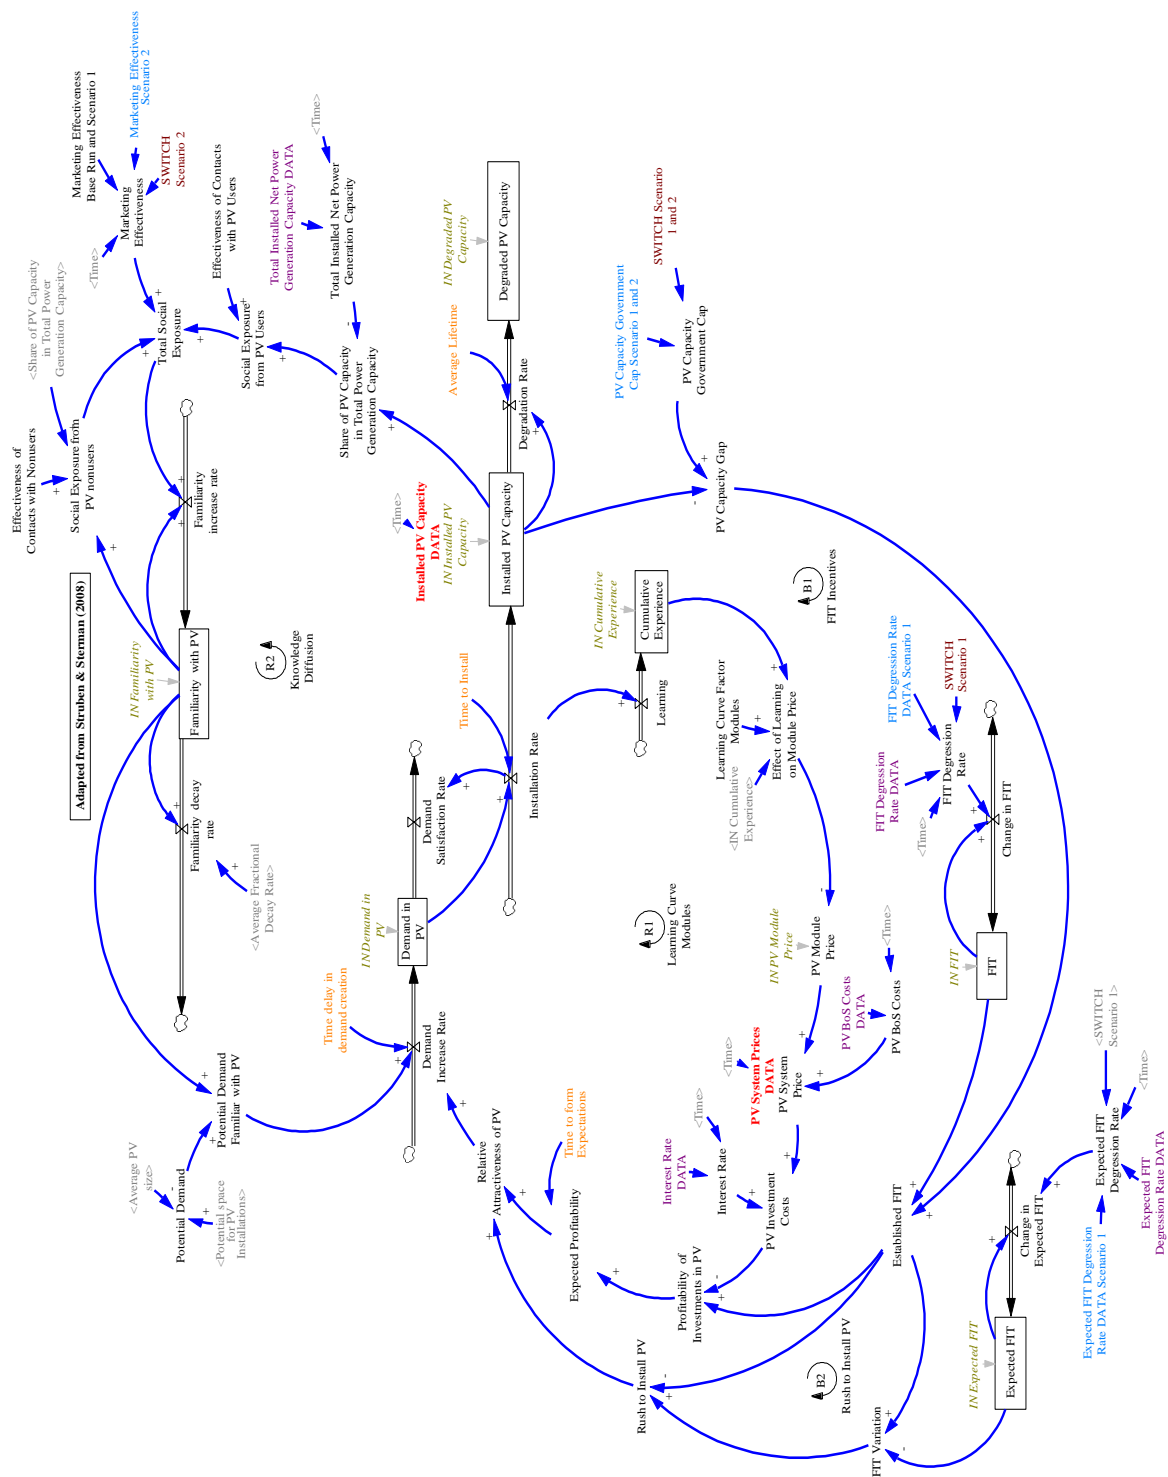 Effectiveness of
Contacts with Nonusers
<Share of PV Capacity
in Total Power
Generation Capacity>
<Time>
Marketing Effectiveness
Base Run and Scenario 1
Marketing Effectiveness
Scenario 2
SWITCH
Scenario 2
Marketing
Effectiveness
Social Exposure from
PV nonusers
Total Social
Exposure
Effectiveness of Contacts
with PV Users
Social Exposure
from PV Users
Total Installed Net Power
Generation Capacity DATA
<Time>
Total Installed Net Power
Generation Capacity
Share of PV Capacity
in Total Power
Generation Capacity
Adapted from Struben & Sterman (2008)
IN Familiarity
with PV
Familiarity with PV
Familiarity
increase rate
Familiarity decay
rate
<Average Fractional
Decay Rate>
R2
Knowledge
Diffusion
<Average PV
size>
Potential Demand
<Potential space
for PV
Installations>
Potential Demand
Familiar with PV
Time delay in
demand creation
Demand
Increase Rate
IN Demand in
PV
Demand in
PV
Demand
Satisfaction Rate
Time to Install
Installation Rate
<Time>
Installed PV Capacity
DATA
IN Installed PV
Capacity
Installed PV Capacity
Average Lifetime
Degradation Rate
IN Degraded PV
Capacity
Degraded PV Capacity
PV Capacity Government
Cap Scenario 1 and 2
SWITCH Scenario
1 and 2
PV Capacity
Government Cap
PV Capacity Gap
Relative
Attractiveness of PV
Time to form
Expectations
Expected Profitability
IN Cumulative
Experience
Cumulative
Experience
Learning
R1
Learning Curve
Modules
Learning Curve Factor
Modules
<IN Cumulative
Experience>
Effect of Learning
on Module Price
B1
FIT Incentives
IN PV Module
Price
PV Module
Price
PV BoS Costs
DATA
<Time>
PV BoS Costs
<Time>
PV System Prices
DATA
PV System
Price
Interest Rate
DATA
<Time>
Interest Rate
PV Investment
Costs
Profitability of
Investments in PV
Rush to Install PV
B2
Rush to Install PV
Established FIT
FIT Variation
FIT Degression
Rate DATA
FIT Degression Rate
DATA Scenario 1
SWITCH
Scenario 1
<Time>
FIT Degression
Rate
Change in FIT
IN FIT
FIT
IN Expected FIT
Expected FIT
Change in
Expected FIT
Expected FIT
Degression Rate
<SWITCH
Scenario 1>
<Time>
Expected FIT
Degression Rate DATA
Expected FIT Degression
Rate DATA Scenario 1